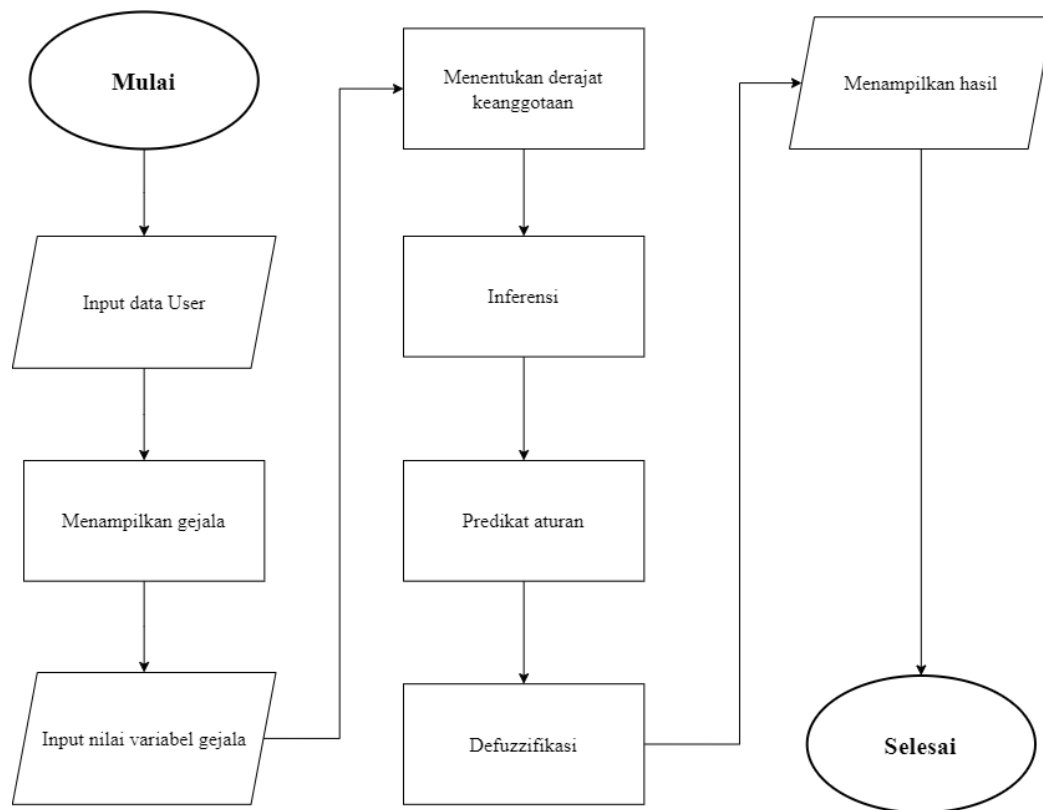 Mulai
Input data User
Menampilkan gejala
Input nilai variabel gejala
Menentukan derajat
keanggotaan
Inferensi
Predikat aturan
Defuzzifikasi
Menampilkan hasil
Selesai